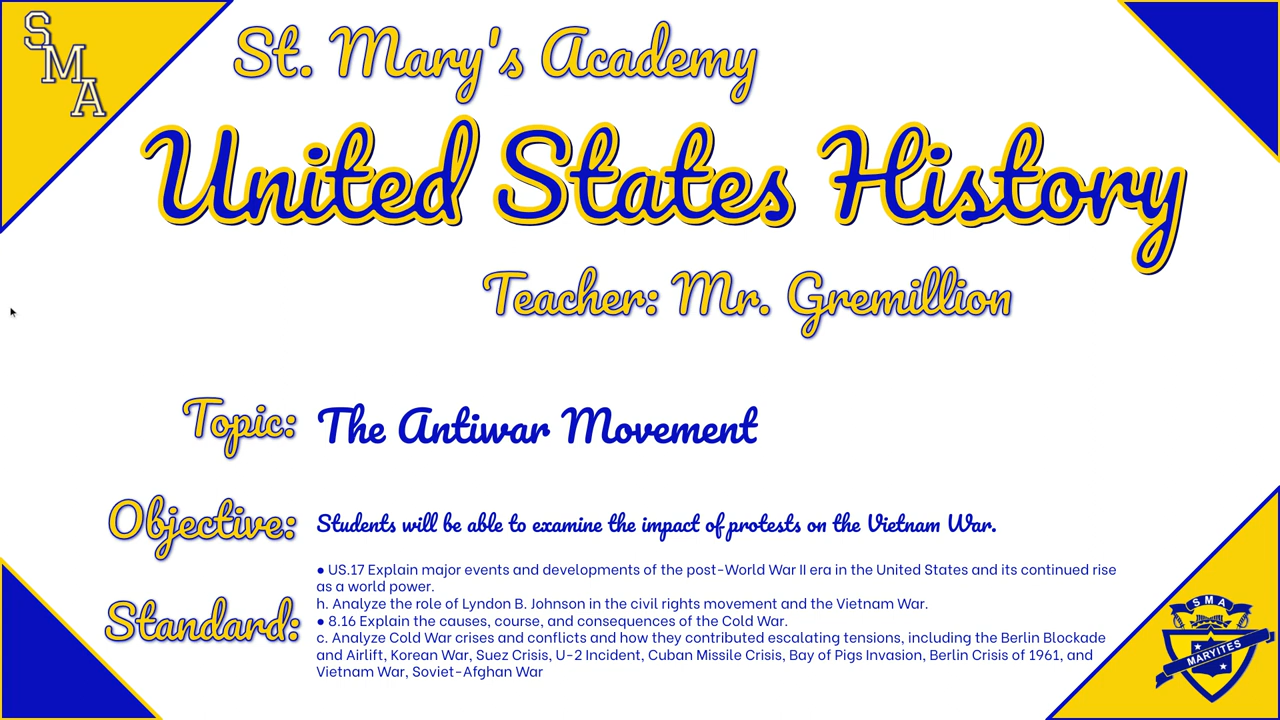 SMA
St. Mary's Academy
United States History
Teacher: Mr. Gremillion
Topic: The Antiwar Movement
Objective: Students will be able to examine the impact of protests on the Vietnam War.
Standard:
● US.17 Explain major events and developments of the post-World War II era in the United States and its continued rise
as a world power.
h. Analyze the role of Lyndon B. Johnson in the civil rights movement and the Vietnam War.
● 8.16 Explain the causes, course, and consequences of the Cold War.
c. Analyze Cold War crises and conflicts and how they contributed escalating tensions, including the Berlin Blockade
and Airlift, Korean War, Suez Crisis, U-2 Incident, Cuban Missile Crisis, Bay of Pigs Invasion, Berlin Crisis of 1961, and
Vietnam War, Soviet-Afghan War
SMA
MARYITES